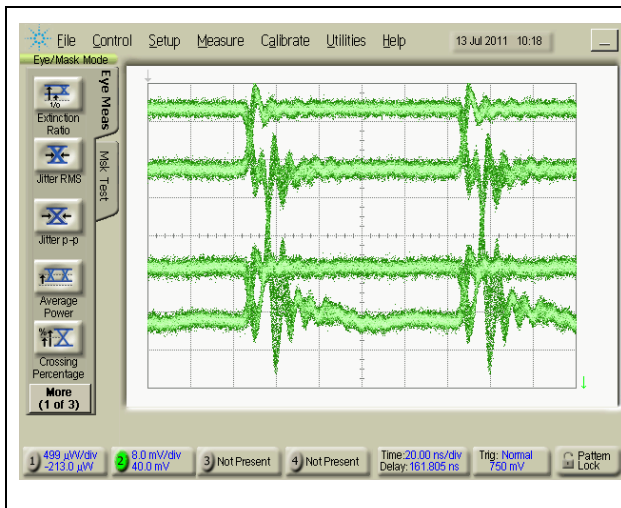 File Control Setup Measure Calibrate Utilities Help 13 Jul 2011 10:18
Eye/Mask Mode
Eye Meas
Msk Test
1/0
Extinction
Ratio
Jitter RMS
Jitter p-p
Average
Power
Crossing
Percentage
More
(1 of 3)
1 499 µW/div
-213.0 µW
2 8.0 mV/div
40.0 mV
3 Not Present
4 Not Present
Time:20.00 ns/div
Delay:161.805 ns
Trig: Normal
750 mV
Pattern
Lock